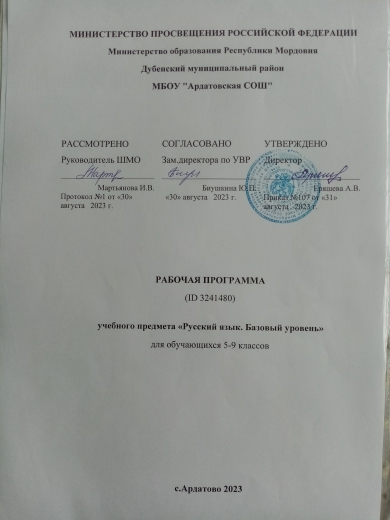 МИНИСТЕРСТВО ПРОСВЕЩЕНИЯ РОССИЙСКОЙ ФЕДЕРАЦИИ
Министерство образования Республики Мордовия
Дубенский муниципальный район
МБОУ "Ардатовская СОШ"
РАССМОТРЕНО СОГЛАСОВАНО УТВЕРЖДЕНО
Руководитель ШМО Зам.директора по УВР Директор
Мартьянова И.В. Биушкина Ю.П. А.В.
Протокол №1 от «30» «30» августа 2023 г. Приказ №107 от «31»
августа 2023 г. августа 2023 г.
РАБОЧАЯ ПРОГРАММА
(ID 3241480)
учебного предмета «Русский язык. Базовый уровень»
для обучающихся 5-9 классов
с.Ардатово 2023